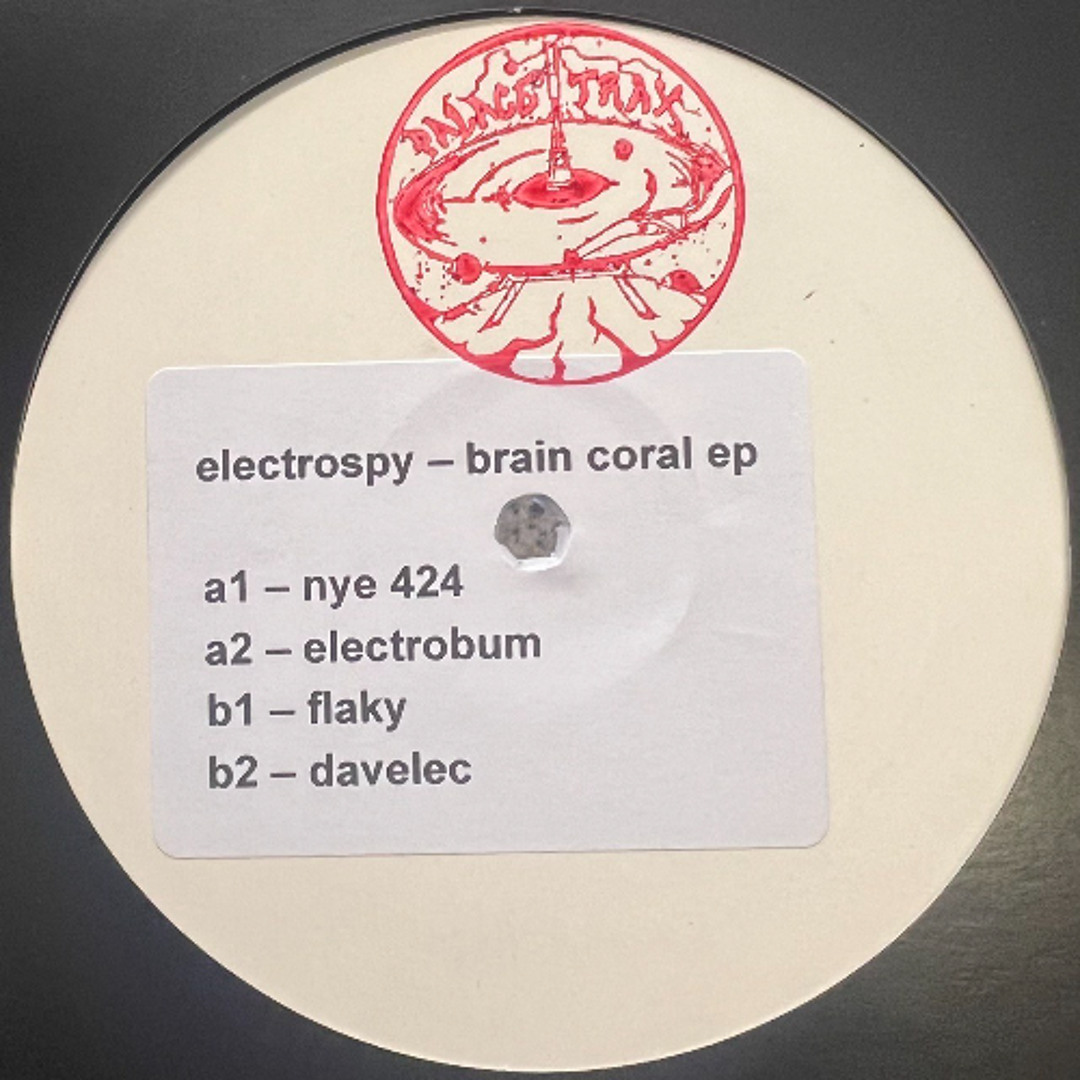 PALACE TRAX
electrospy – brain coral ep
a1 – nye 424
a2 – electrobum
b1 – flaky
b2 – davelec